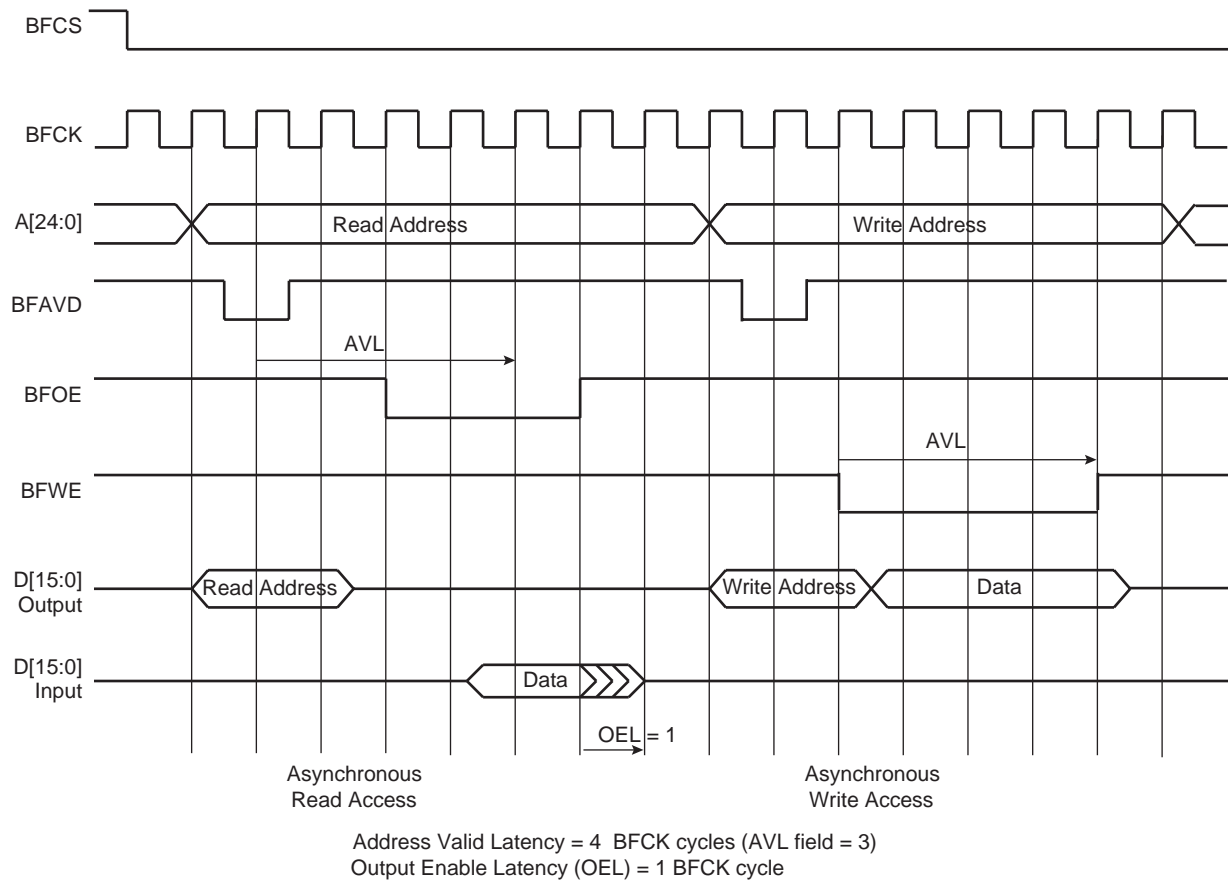 BFCS
BFCK
A[24:0]
Read Address
Write Address
BFAVD
AVL
BFOE
AVL
BFWE
D[15:0]
Output
Read Address
Write Address
Data
D[15:0]
Input
Data
OEL = 1
Asynchronous
Read Access
Asynchronous
Write Access
Address Valid Latency = 4 BFCK cycles (AVL field = 3)
Output Enable Latency (OEL) = 1 BFCK cycle